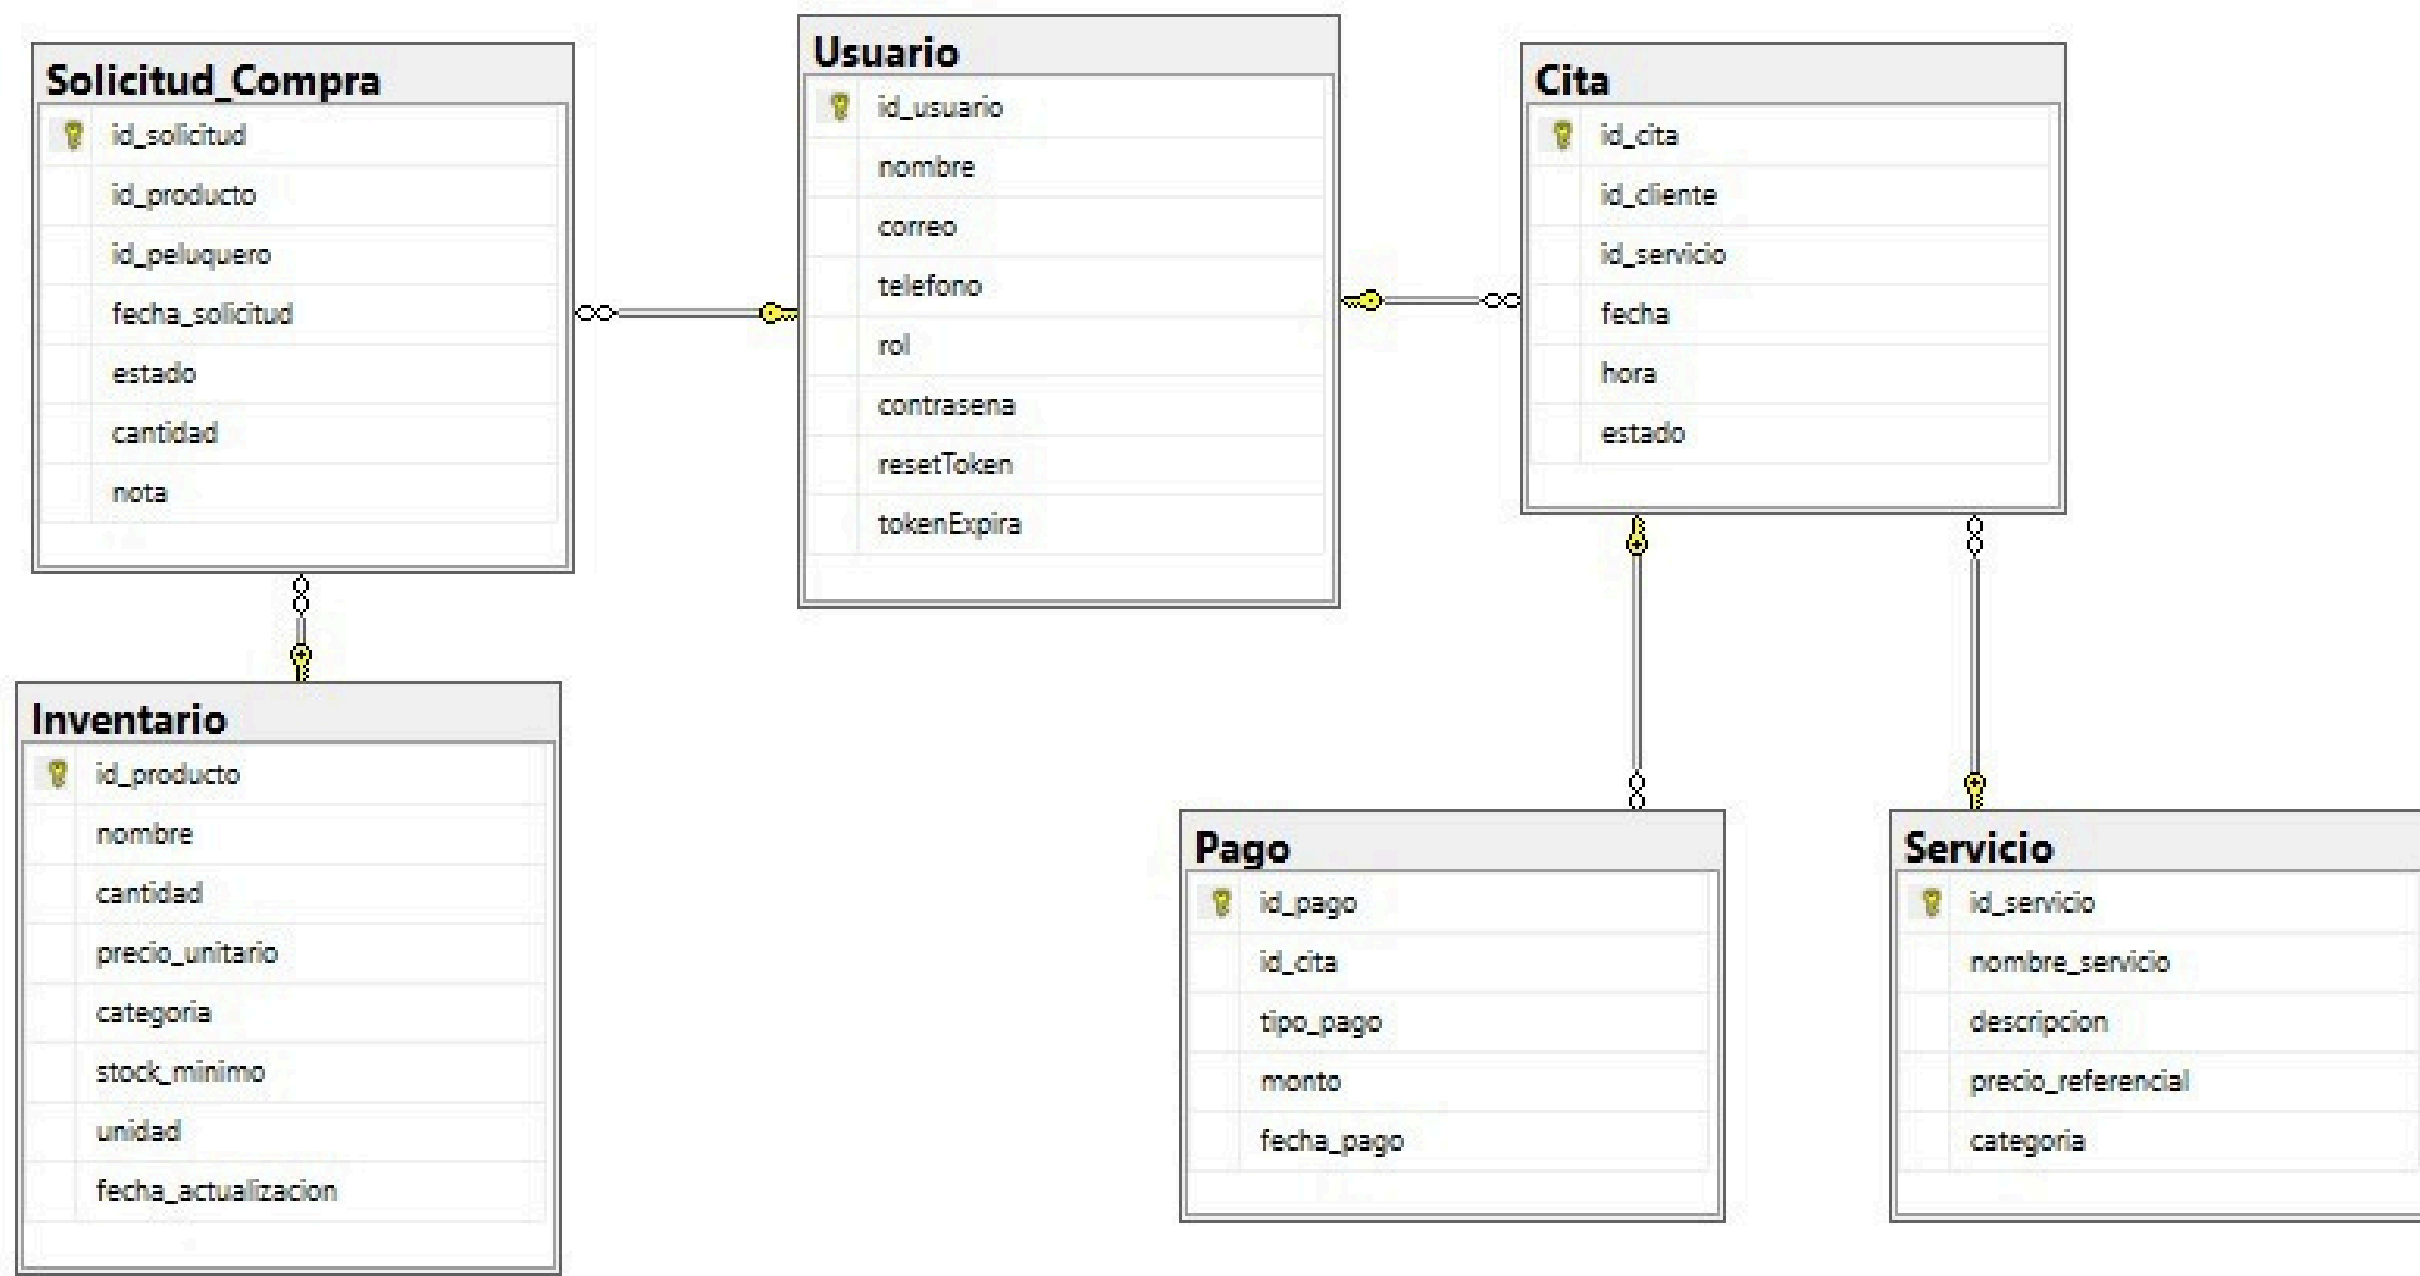 Solicitud_Compra
id_solicitud
id_producto
id_peluquero
fecha_solicitud
estado
cantidad
nota
Usuario
id_usuario
nombre
correo
telefono
rol
contrasena
resetToken
tokenExpira
Cita
id_cita
id_cliente
id_servicio
fecha
hora
estado
Inventario
id_producto
nombre
cantidad
precio_unitario
categoria
stock_minimo
unidad
fecha_actualizacion
Pago
id_pago
id_cita
tipo_pago
monto
fecha_pago
Servicio
id_servicio
nombre_servicio
descripcion
precio_referencial
categoria